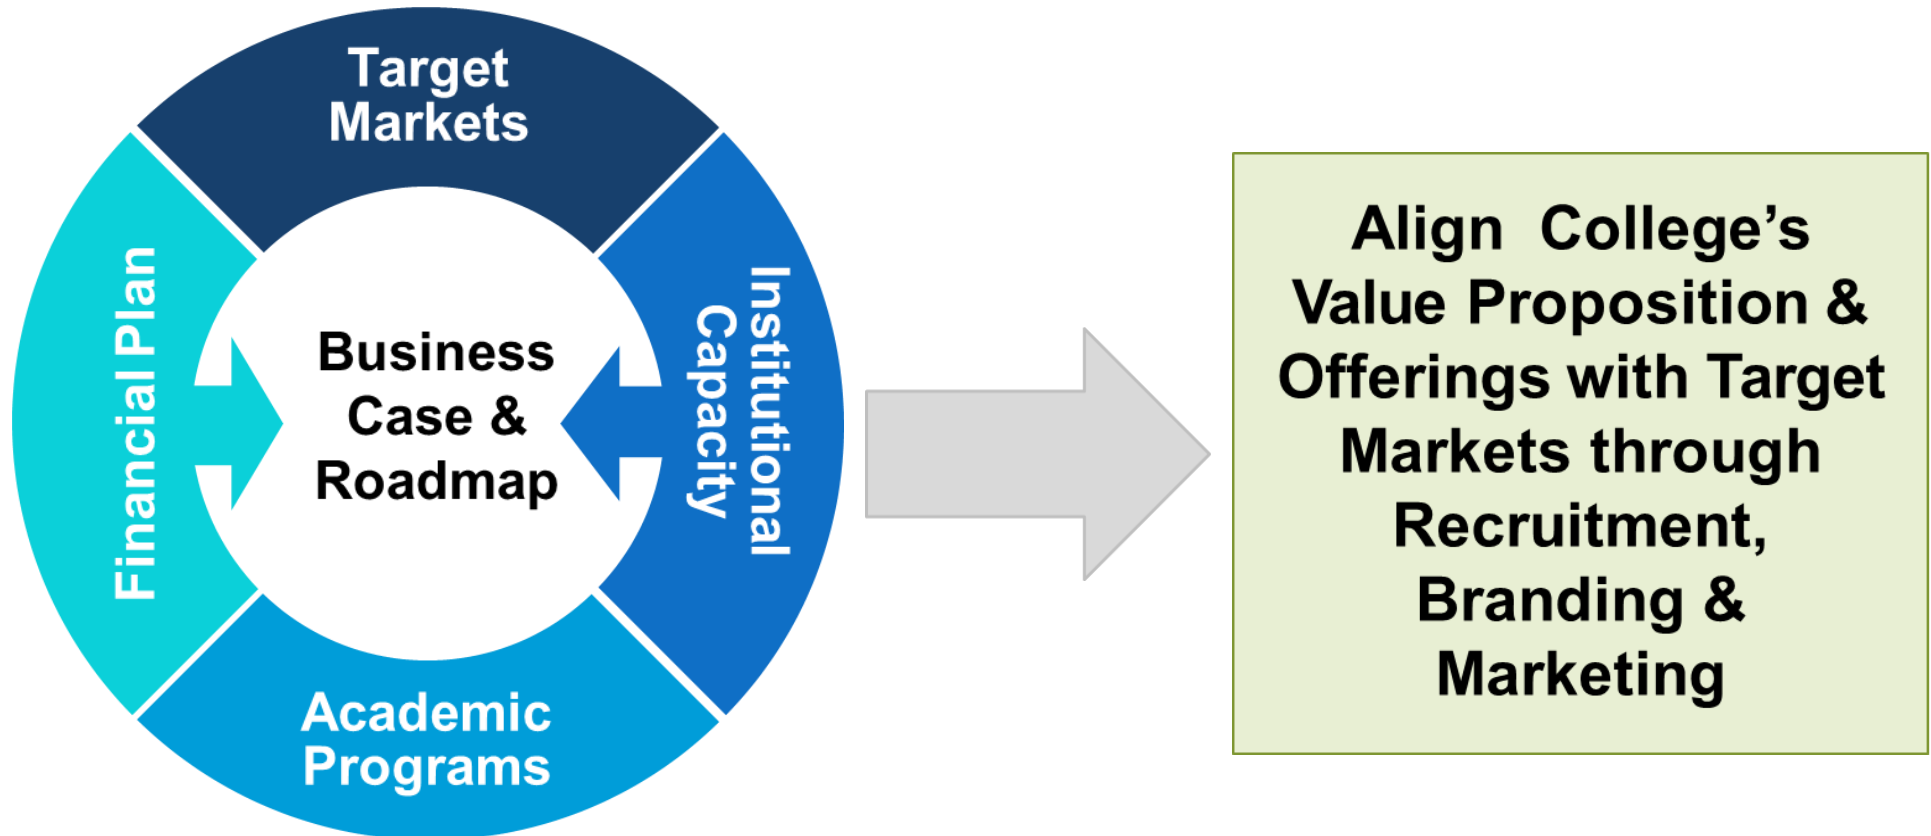 Target
Markets
Financial Plan
Business
Case &
Roadmap
Institutional
Capacity
Academic
Programs
Align  College’s
Value Proposition &
Offerings with Target
Markets through
Recruitment,
Branding &
Marketing